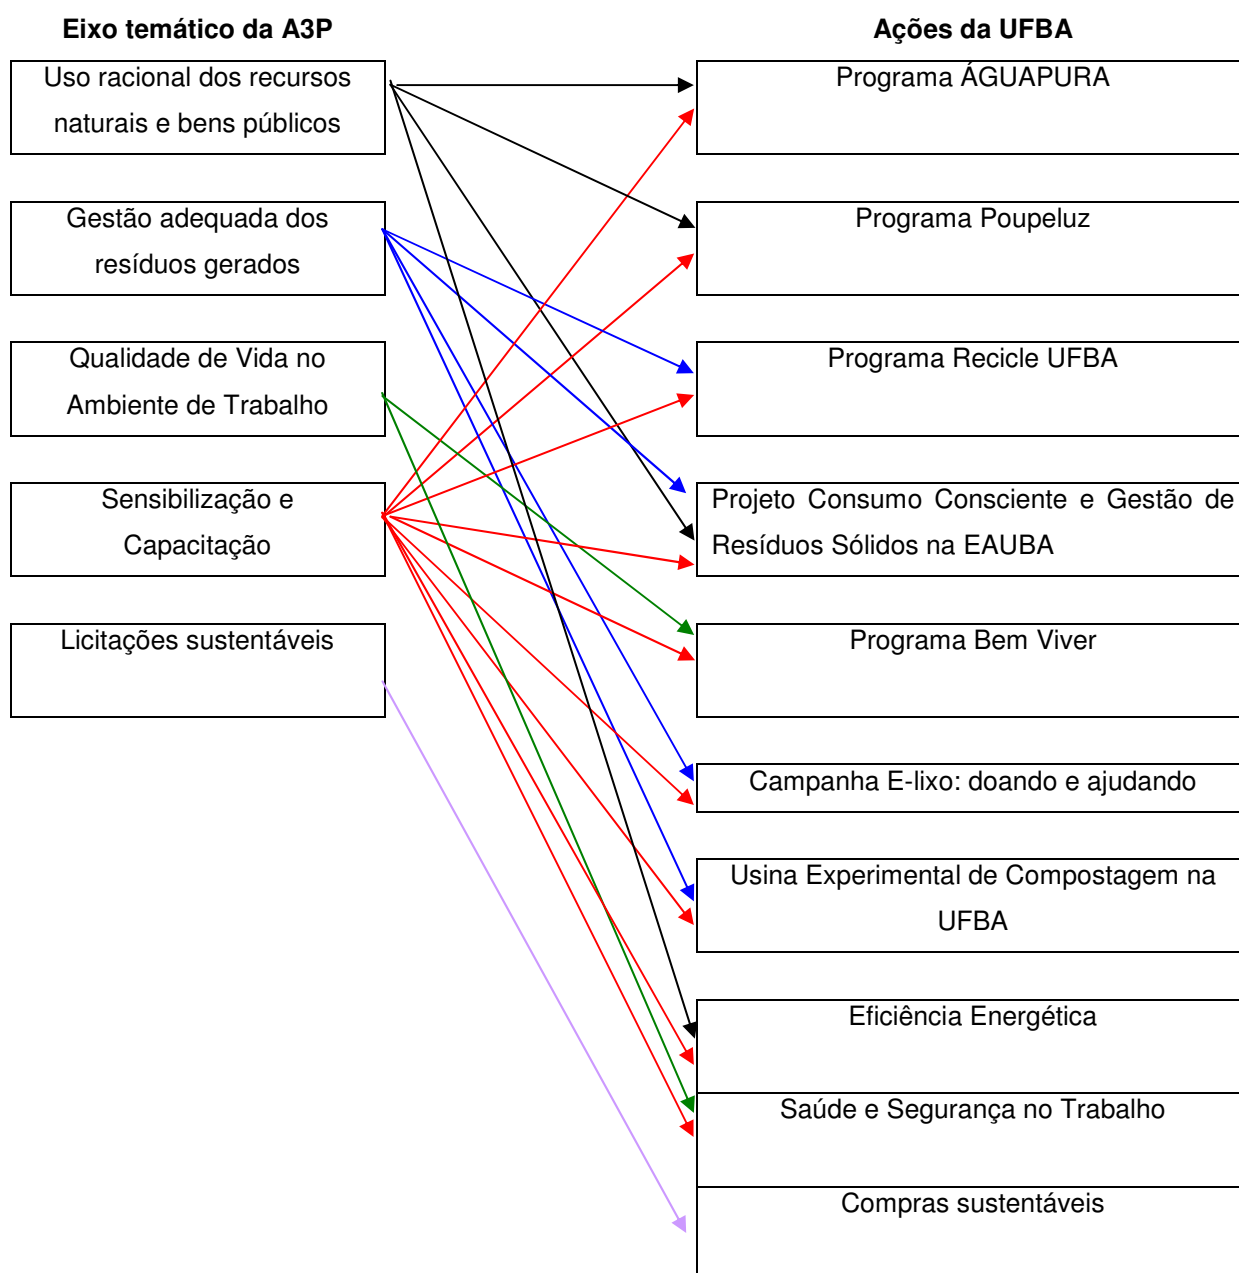 Eixo temático da A3P
Ações da UFBA
Uso racional dos recursos
naturais e bens públicos
Programa ÁGUAPURA
Gestão adequada dos
resíduos gerados
Programa Poupeluz
Qualidade de Vida no
Ambiente de Trabalho
Programa Recicle UFBA
Sensibilização e
Capacitação
Projeto Consumo Consciente e Gestão de
Resíduos Sólidos na EAUBA
Licitações sustentáveis
Programa Bem Viver
Campanha E-lixo: doando e ajudando
Usina Experimental de Compostagem na
UFBA
Eficiência Energética
Saúde e Segurança no Trabalho
Compras sustentáveis